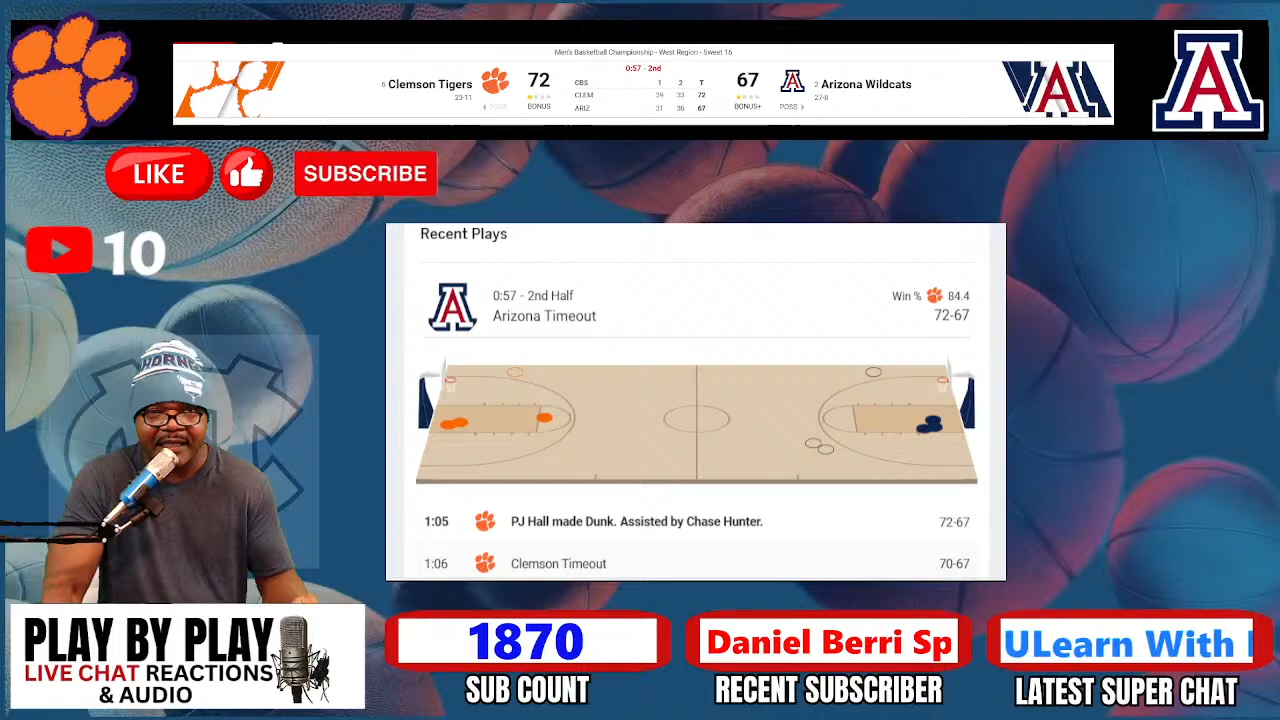 Men's Basketball Championship - West Region - Sweet 16
6 Clemson Tigers
23-11
72
BONUS
0:57 - 2nd
CBS 1 2 T
CLEM 39 33 72
ARIZ 31 36 67
67
BONUS+
2 Arizona Wildcats
27-8
POSS
A
A
LIKE
SUBSCRIBE
10
Recent Plays
A
0:57 - 2nd Half
Arizona Timeout
Win % 84.4
72-67
1:05 PJ Hall made Dunk. Assisted by Chase Hunter. 72-67
1:06 Clemson Timeout 70-67
PLAY BY PLAY
LIVE CHAT REACTIONS
& AUDIO
1870
SUB COUNT
Daniel Berri Sp
RECENT SUBSCRIBER
ULearn With
LATEST SUPER CHAT